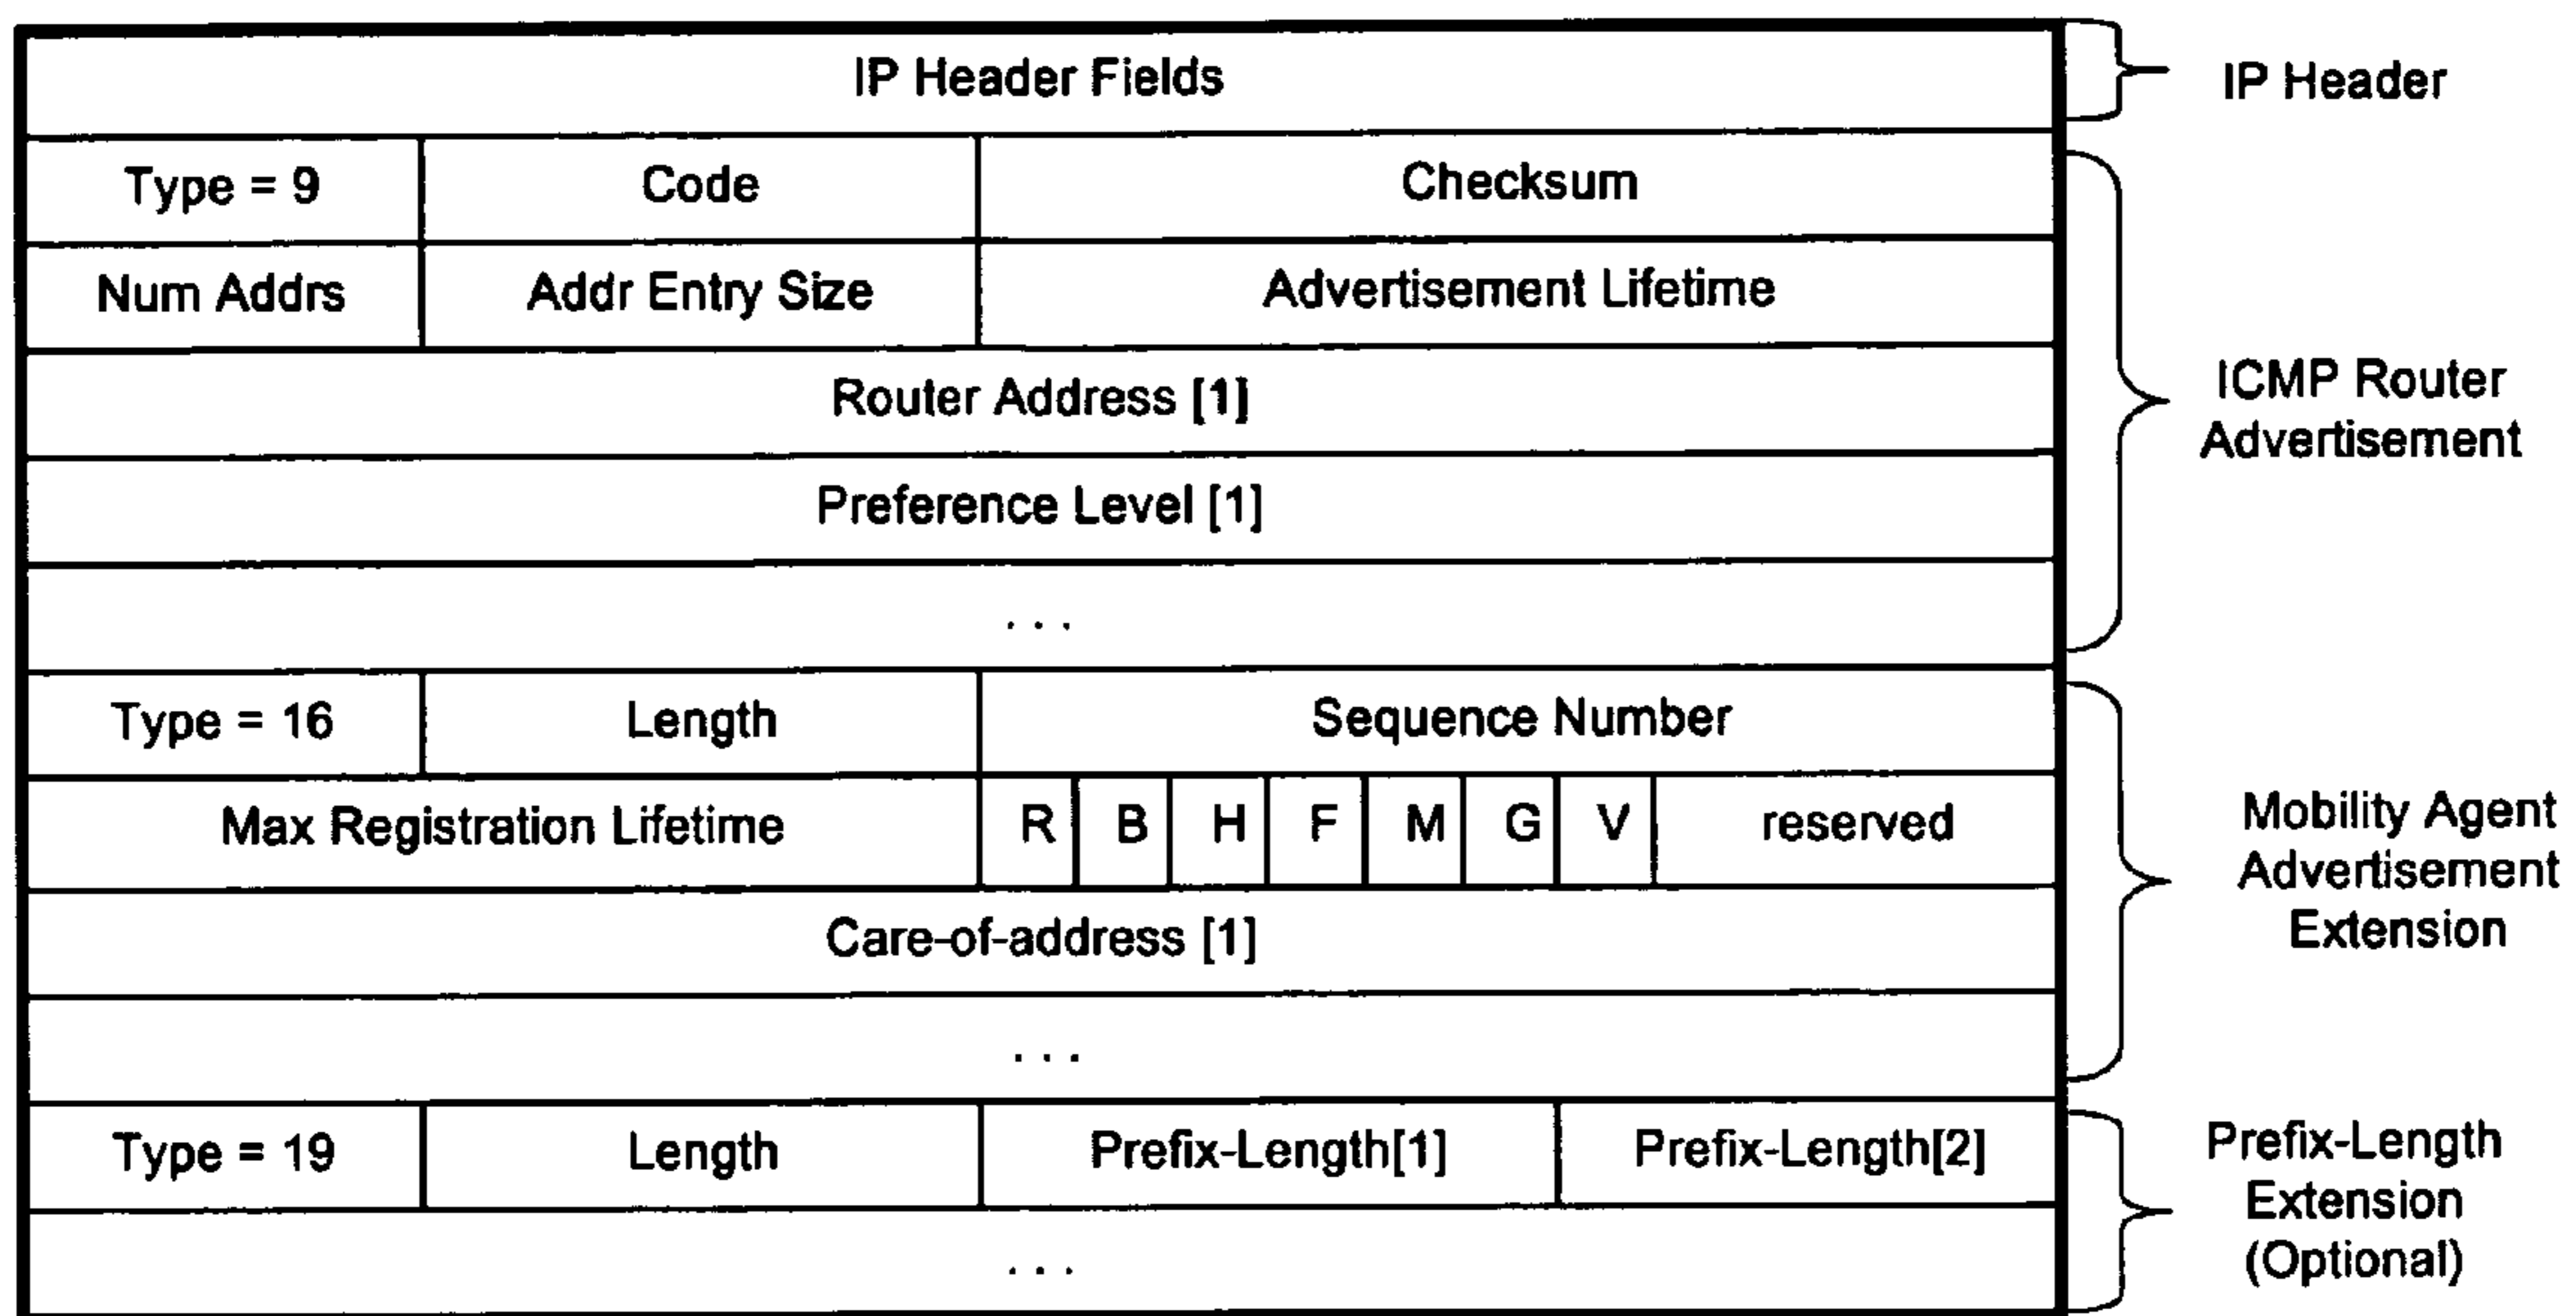 IP Header Fields
IP Header
Type = 9 Code Checksum
Num Addrs Addr Entry Size Advertisement Lifetime
Router Address [1]
Preference Level [1]
. . .
ICMP Router
Advertisement
Type = 16 Length Sequence Number
Max Registration Lifetime R B H F M G V reserved
Care-of-address [1]
. . .
Mobility Agent
Advertisement
Extension
Type = 19 Length Prefix-Length[1] Prefix-Length[2]
. . .
Prefix-Length
Extension
(Optional)